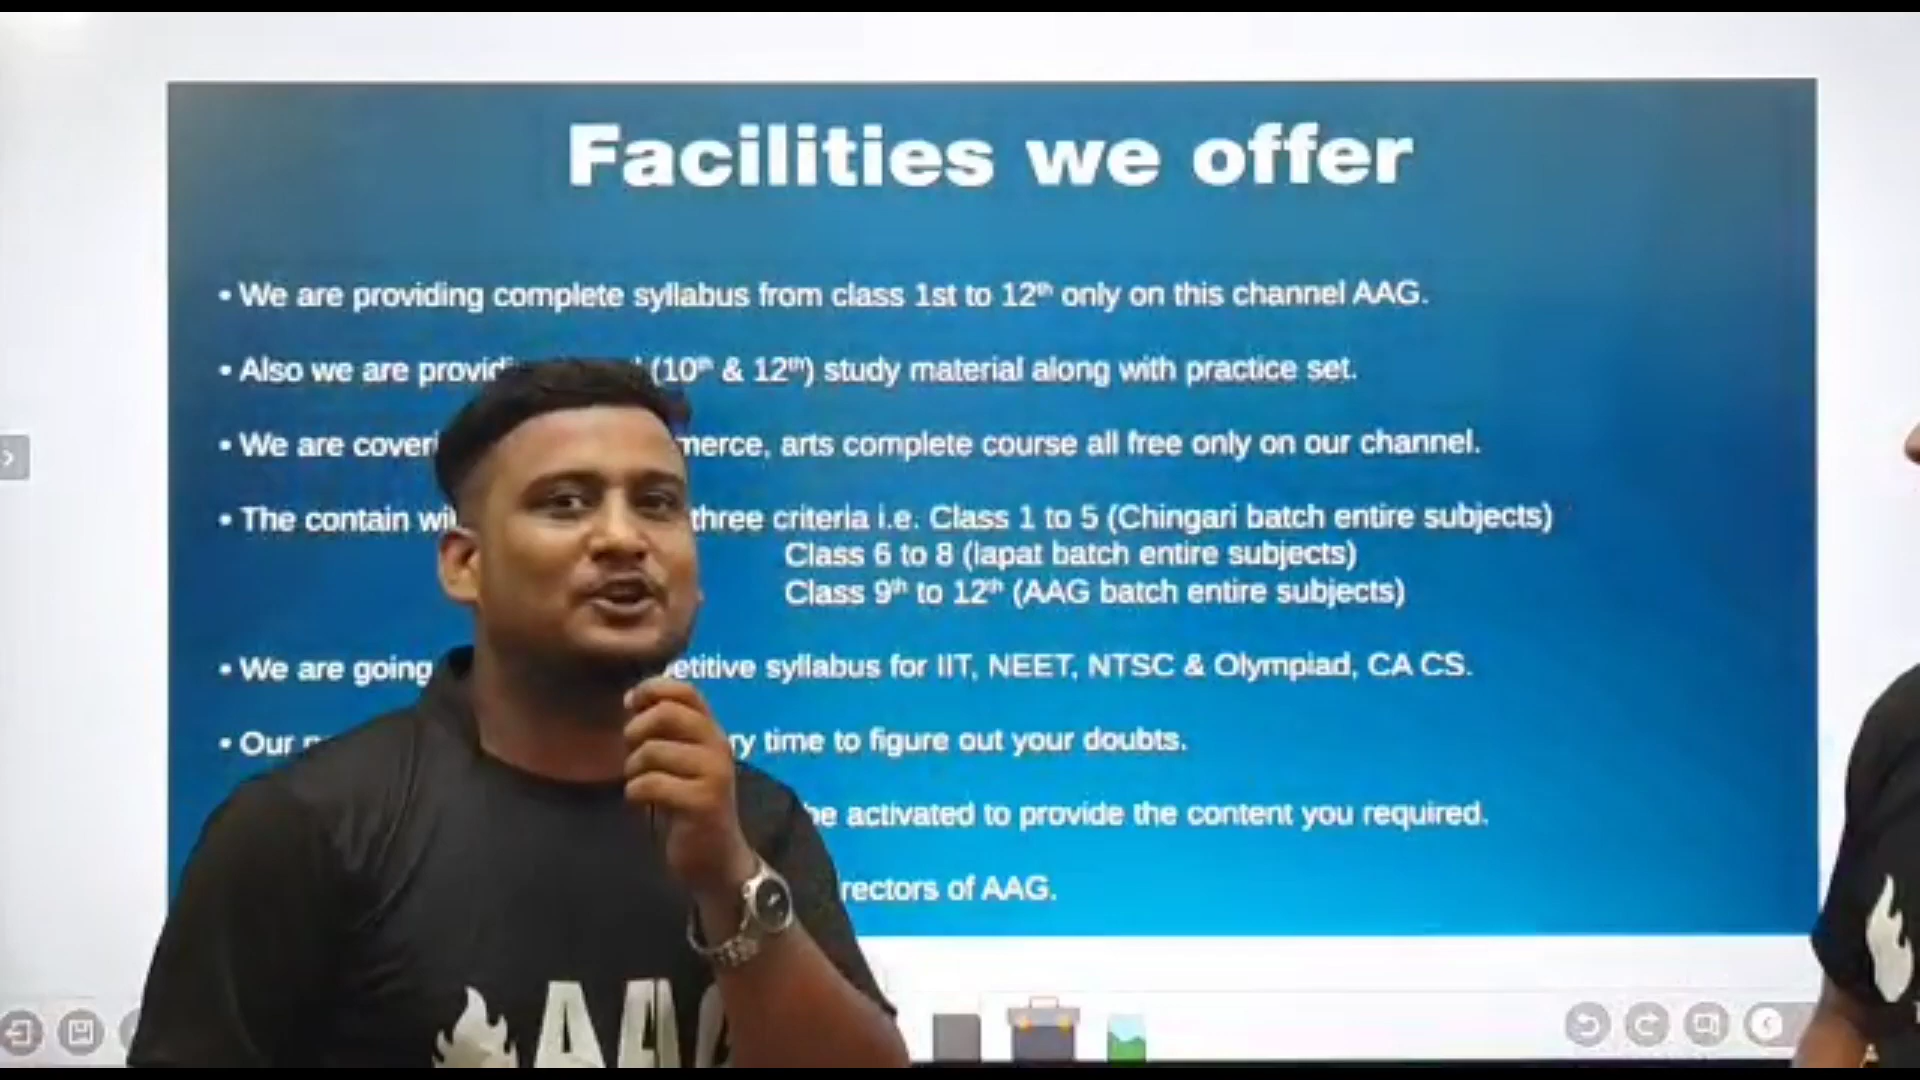 Facilities we offer
• We are providing complete syllabus from class 1st to 12th only on this channel AAG.
• Also we are (10th & 12th) study material along with practice set.
• We are arts complete course all free only on our channel.
• The contain three criteria i.e. Class 1 to 5 (Chingari batch entire subjects)
Class 6 to 8 (lapat batch entire subjects)
Class 9th to 12th (AAG batch entire subjects)
• We are going syllabus for IIT, NEET, NTSC & Olympiad, CA CS.
• Our time to figure out your doubts.
be activated to provide the content you required.
of AAG.
AAG